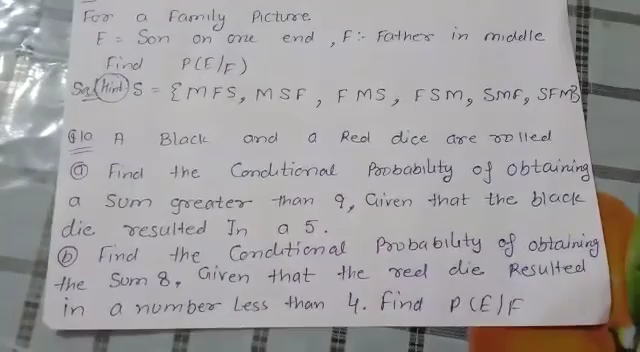 For a Family Picture
E = Son on one end , F :- Father in middle
Find P(E/F)
Sol (Hint) S = {MFS, MSF, FMS, FSM, SMF, SFM}
Q10 A Black and a Red dice are rolled
(a) Find the Conditional Probability of obtaining
a Sum greater than 9, Given that the black
die resulted In a 5.
(b) Find the Conditional Probability of obtaining
the Sum 8, Given that the red die Resulted
in a number Less than 4. Find P(E/F